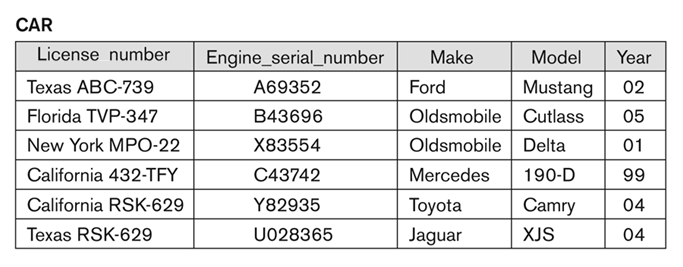 CAR
License number Engine_serial_number Make Model Year
Texas ABC-739 A69352 Ford Mustang 02
Florida TVP-347 B43696 Oldsmobile Cutlass 05
New York MPO-22 X83554 Oldsmobile Delta 01
California 432-TFY C43742 Mercedes 190-D 99
California RSK-629 Y82935 Toyota Camry 04
Texas RSK-629 U028365 Jaguar XJS 04